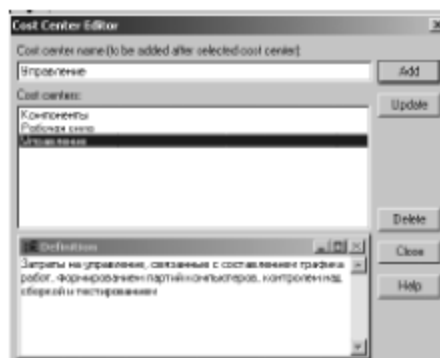 Cost Center Editor
Cost center name (to be added after selected cost center):
Управление
Add
Cost centers:
Компоненты
Рабочая сила
Управление
Update
Delete
Definition
Затраты на управление, связанные с составлением графика
работ, формированием партий компьютеров, контролем над
сборкой и тестированием
Close
Help